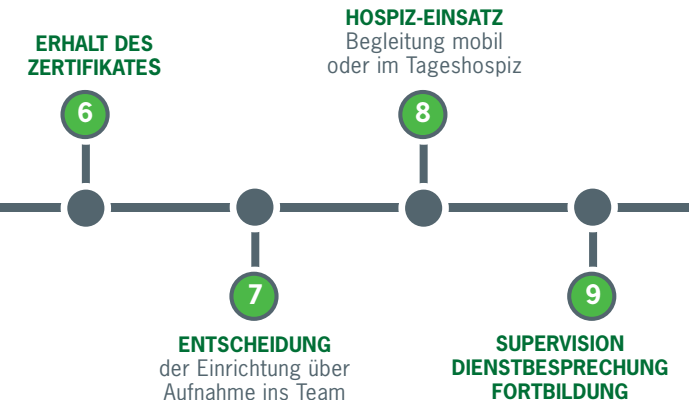 ERHALT DES
ZERTIFIKATES
6
7
ENTSCHEIDUNG
der Einrichtung über
Aufnahme ins Team
HOSPIZ-EINSATZ
Begleitung mobil
oder im Tageshospiz
8
9
SUPERVISION
DIENSTBESPRECHUNG
FORTBILDUNG